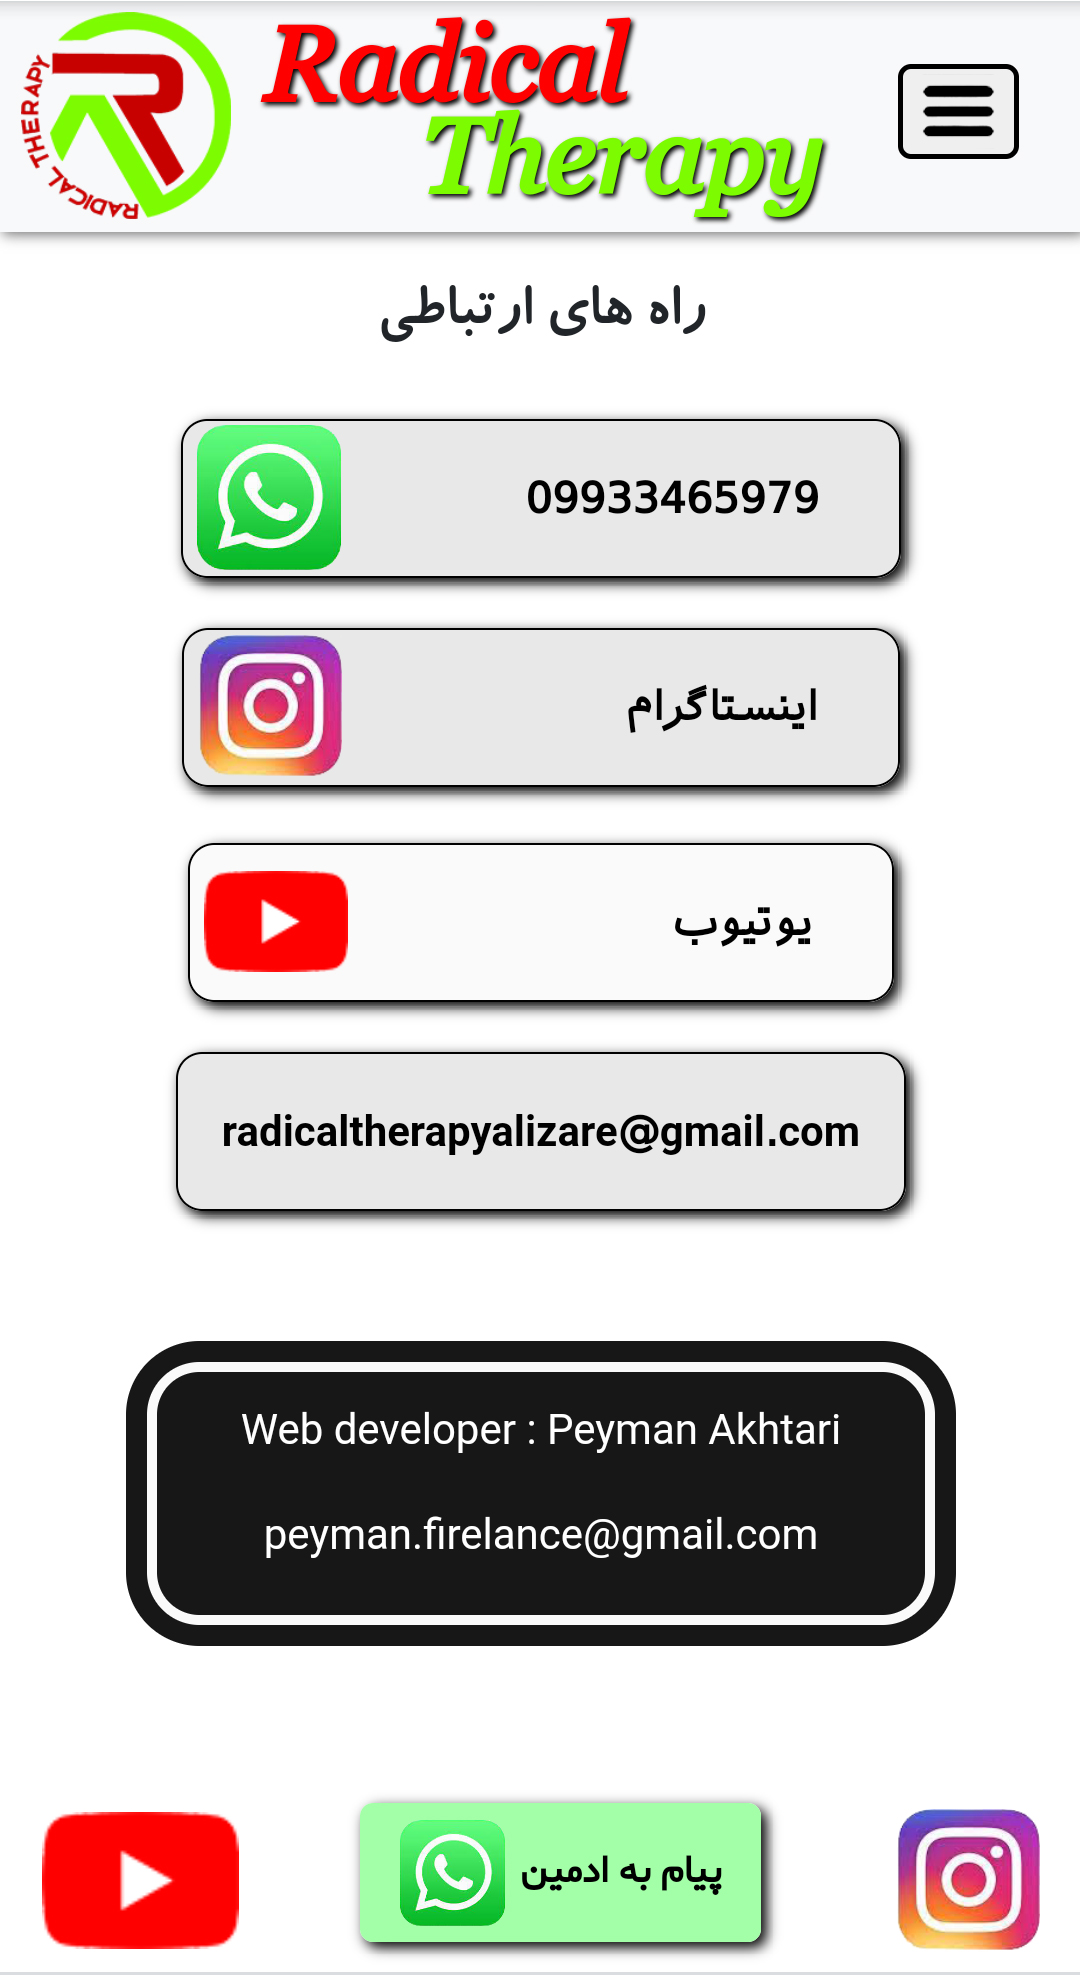 RADICAL THERAPY
Radical
Therapy
راه های ارتباطی
09933465979
اینستاگرام
یوتیوب
radicaltherapyalizare@gmail.com
Web developer : Peyman Akhtari
peyman.firelance@gmail.com
پیام به ادمین